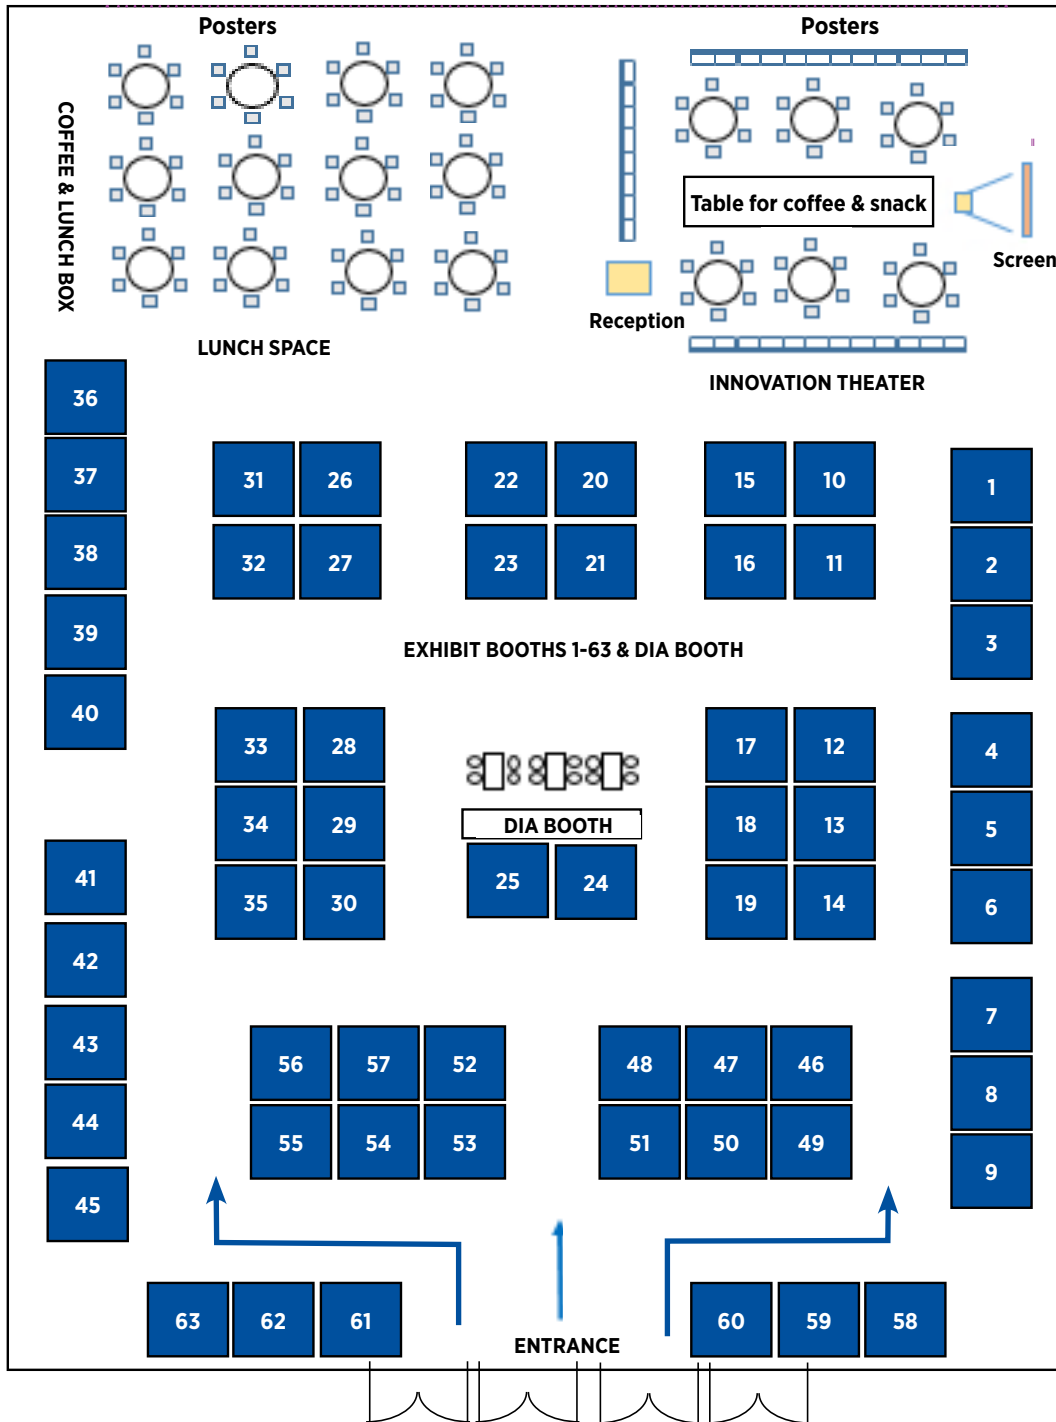 Posters
Posters
COFFEE & LUNCH BOX
Table for coffee & snack
Screen
Reception
LUNCH SPACE
INNOVATION THEATER
36
37
38
39
40
31 26
32 27
22 20
23 21
15 10
16 11
1
2
3
EXHIBIT BOOTHS 1-63 & DIA BOOTH
33 28
34 29
35 30
DIA BOOTH
25 24
17 12
18 13
19 14
4
5
6
41
42
43
44
45
56 57 52
55 54 53
48 47 46
51 50 49
7
8
9
63 62 61
ENTRANCE
60 59 58